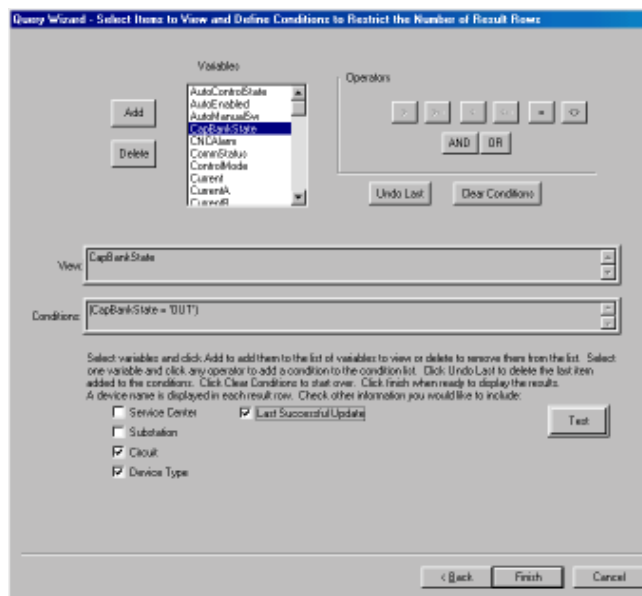 Query Wizard - Select Items to View and Define Conditions to Restrict the Number of Result Rows
Variables
Operators
Add
Delete
AutoControlState
AutoEnabled
AutoManualSw
CapBankState
CNCAlarm
CommStatus
ControlMode
Current
CurrentA
CurrentB
> >= < <= = <>
AND OR
Undo Last
Clear Conditions
View:
CapBankState
Conditions:
(CapBankState = 'OUT')
Select variables and click Add to add them to the list of variables to view or delete to remove them from the list. Select
one variable and click any operator to add a condition to the condition list. Click Undo Last to delete the last item
added to the conditions. Click Clear Conditions to start over. Click finish when ready to display the results.
A device name is displayed in each result row. Check other information you would like to include:
Service Center
Last Successful Update
Substation
Circuit
Device Type
Test
< Back
Finish
Cancel